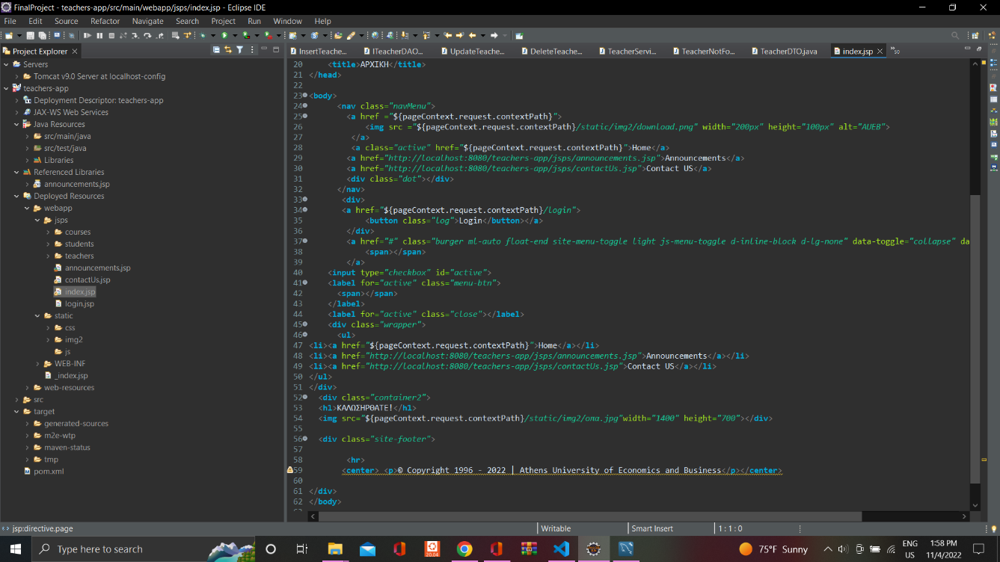 FinalProject - teachers-app/src/main/webapp/jsps/index.jsp - Eclipse IDE
File Edit Source Refactor Navigate Search Project Run Window Help
Project Explorer
InsertTeache... ITeacherDAO... UpdateTeache... DeleteTeache... TeacherServi... TeacherNotFo... TeacherDTO.java index.jsp »50
Servers
Tomcat v9.0 Server at localhost-config
teachers-app
Deployment Descriptor: teachers-app
JAX-WS Web Services
Java Resources
src/main/java
src/test/java
Libraries
Referenced Libraries
announcements.jsp
Deployed Resources
webapp
jsps
courses
students
teachers
announcements.jsp
contactUs.jsp
index.jsp
login.jsp
static
css
img2
js
WEB-INF
_index.jsp
web-resources
src
target
generated-sources
m2e-wtp
maven-status
tmp
pom.xml
20 <title>ΑΡΧΙΚΗ</title>
21 </head>
22
23 <body>
24 <nav class="navMenu">
25 <a href ="${pageContext.request.contextPath}">
26 <img src ="${pageContext.request.contextPath}/static/img2/download.png" width="200px" height="100px" alt="AUEB">
27 </a>
28 <a class="active" href="${pageContext.request.contextPath}">Home</a>
29 <a href="http://localhost:8080/teachers-app/jsps/announcements.jsp">Announcements</a>
30 <a href="http://localhost:8080/teachers-app/jsps/contactUs.jsp">Contact US</a>
31 <div class="dot"></div>
32 </nav>
33 <div>
34 <a href="${pageContext.request.contextPath}/login">
35 <button class="log">Login</button></a>
36 </div>
37 <a href="#" class="burger ml-auto float-end site-menu-toggle light js-menu-toggle d-inline-block d-lg-none" data-toggle="collapse" da
38 <span></span>
39 </a>
40 <input type="checkbox" id="active">
41 <label for="active" class="menu-btn">
42 <span></span>
43 </label>
44 <label for="active" class="close"></label>
45 <div class="wrapper">
46 <ul>
47 <li><a href="${pageContext.request.contextPath}">Home</a></li>
48 <li><a href="http://localhost:8080/teachers-app/jsps/announcements.jsp">Announcements</a></li>
49 <li><a href="http://localhost:8080/teachers-app/jsps/contactUs.jsp">Contact US</a></li>
50 </ul>
51 </div>
52 <div class="container2">
53 <h1>ΚΑΛΩΣΗΡΘΑΤΕ!</h1>
54 <img src="${pageContext.request.contextPath}/static/img2/ona.jpg"width="1400" height="700"></div>
55
56 <div class="site-footer">
57
58 <hr>
59 <center> <p>© Copyright 1996 - 2022 | Athens University of Economics and Business</p></center>
60
61 </div>
62 </body>
jsp:directive.page Writable Smart Insert 1 : 1 : 0
Type here to search
20.04
75°F Sunny
ENG
US
1:58 PM
11/4/2022